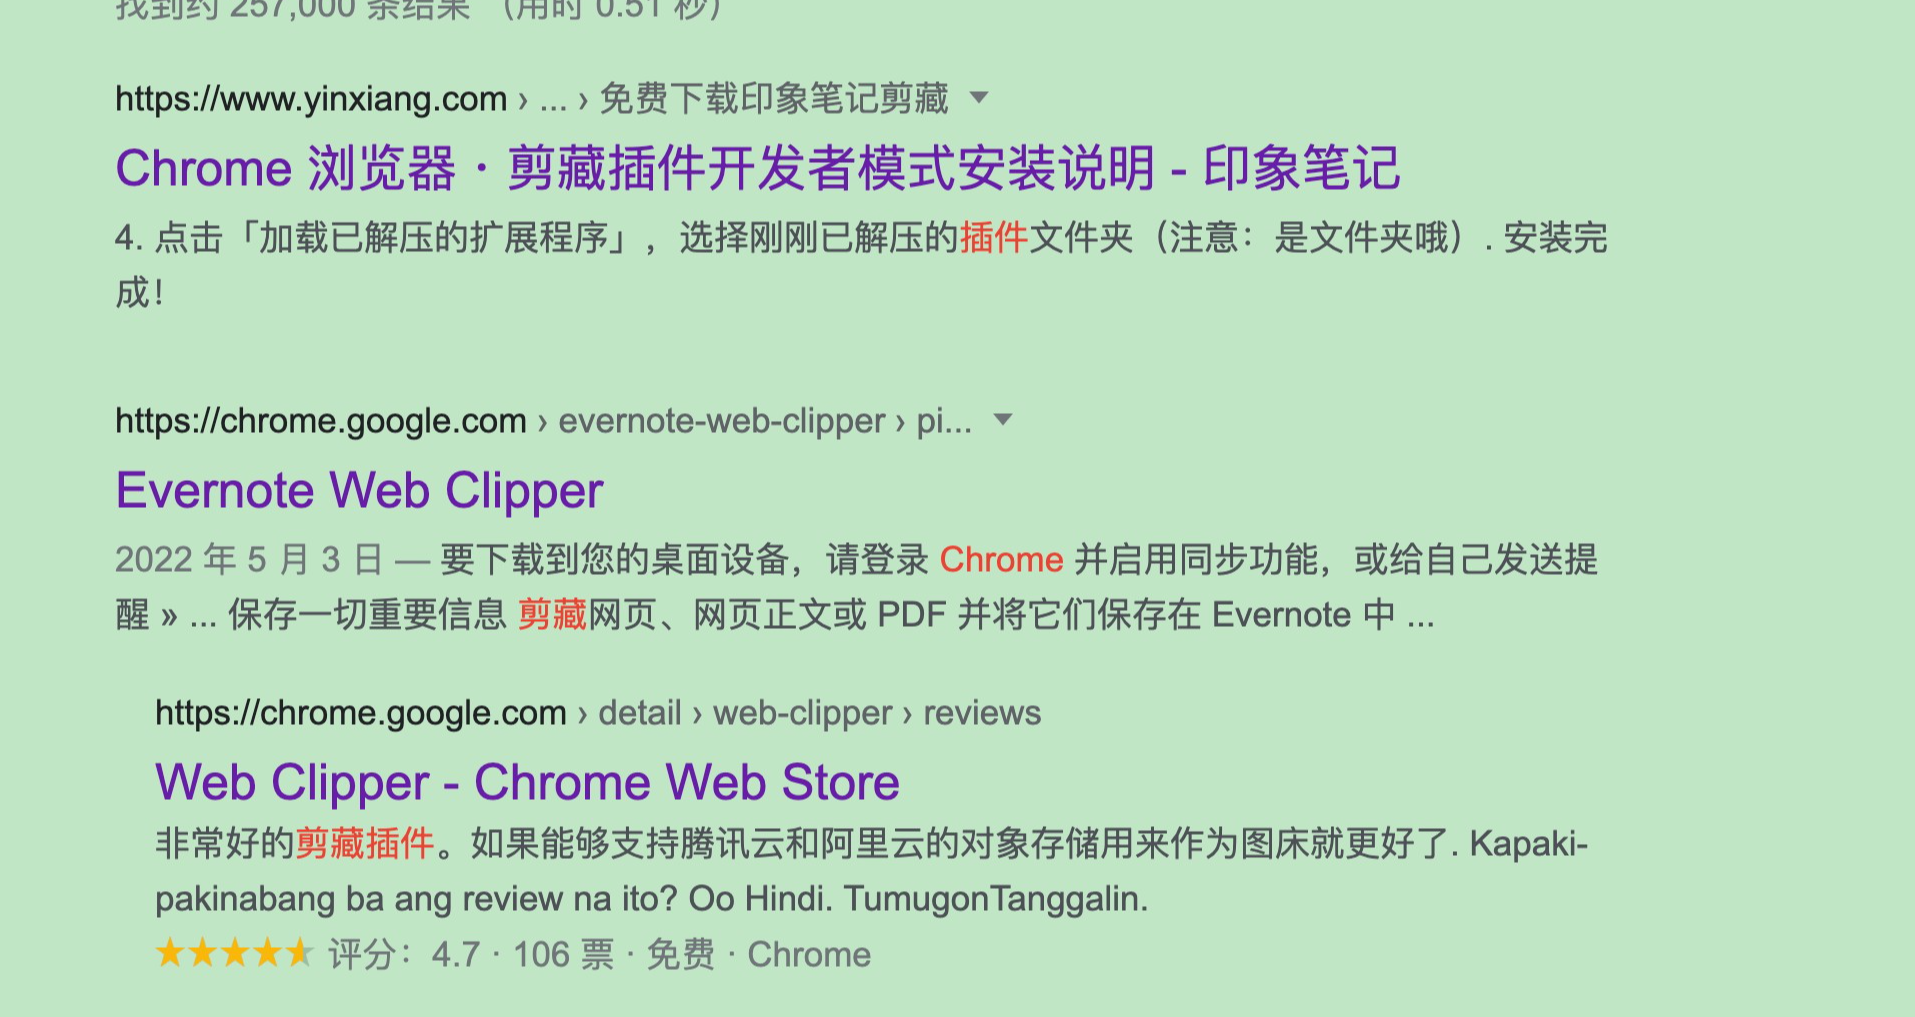 找到约 257,000 条结果 （用时 0.51 秒）
https://www.yinxiang.com › ... › 免费下载印象笔记剪藏
Chrome 浏览器 · 剪藏插件开发者模式安装说明 - 印象笔记
4. 点击「加载已解压的扩展程序」，选择刚刚已解压的插件文件夹（注意：是文件夹哦）. 安装完
成！
https://chrome.google.com › evernote-web-clipper › pi...
Evernote Web Clipper
2022 年 5 月 3 日 — 要下载到您的桌面设备，请登录 Chrome 并启用同步功能，或给自己发送提
醒 » ... 保存一切重要信息 剪藏网页、网页正文或 PDF 并将它们保存在 Evernote 中 ...
https://chrome.google.com › detail › web-clipper › reviews
Web Clipper - Chrome Web Store
非常好的剪藏插件。如果能够支持腾讯云和阿里云的对象存储用来作为图床就更好了. Kapaki-
pakinabang ba ang review na ito? Oo Hindi. TumugonTanggalin.
评分：4.7 · 106 票 · 免费 · Chrome